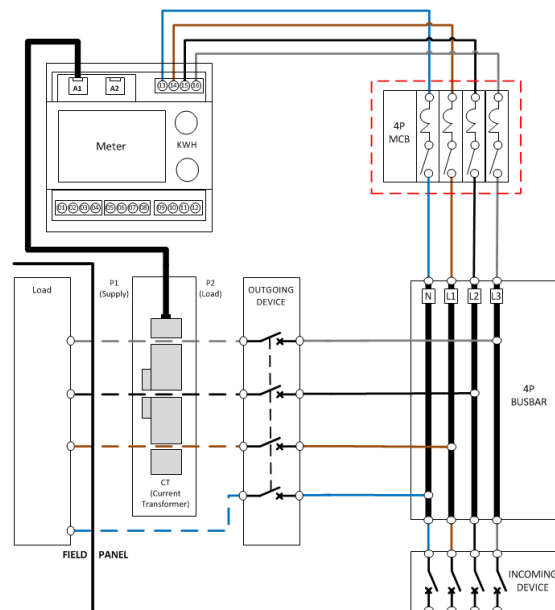 A1
A2
13 14 15 16
Meter
KWH
01 02 03 04 05 06 07 08 09 10 11 12
4P
MCB
Load
P1
(Supply)
P2
(Load)
OUTGOING
DEVICE
N
L1
L2
L3
4P
BUSBAR
CT
(Current
Transformer)
FIELD
PANEL
INCOMING
DEVICE